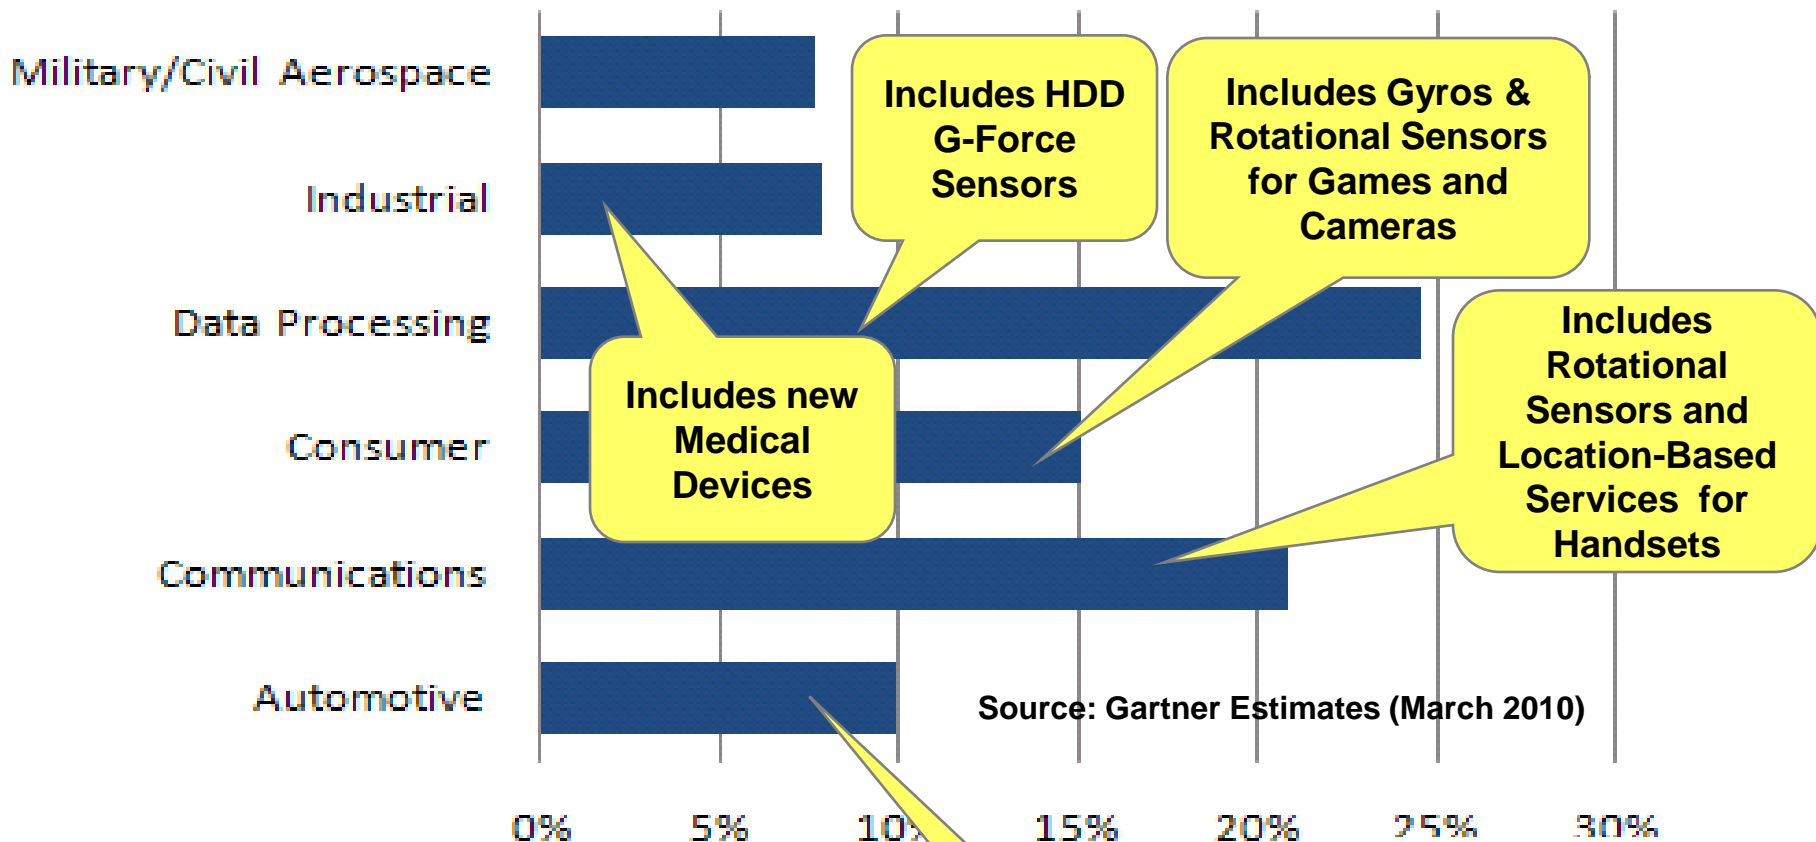 Military/Civil Aerospace
Industrial
Data Processing
Consumer
Communications
Automotive
Includes HDD
G-Force
Sensors
Includes Gyros &
Rotational Sensors
for Games and
Cameras
Includes new
Medical
Devices
Includes
Rotational
Sensors and
Location-Based
Services for
Handsets
Source: Gartner Estimates (March 2010)
0% 5% 10% 15% 20% 25% 30%